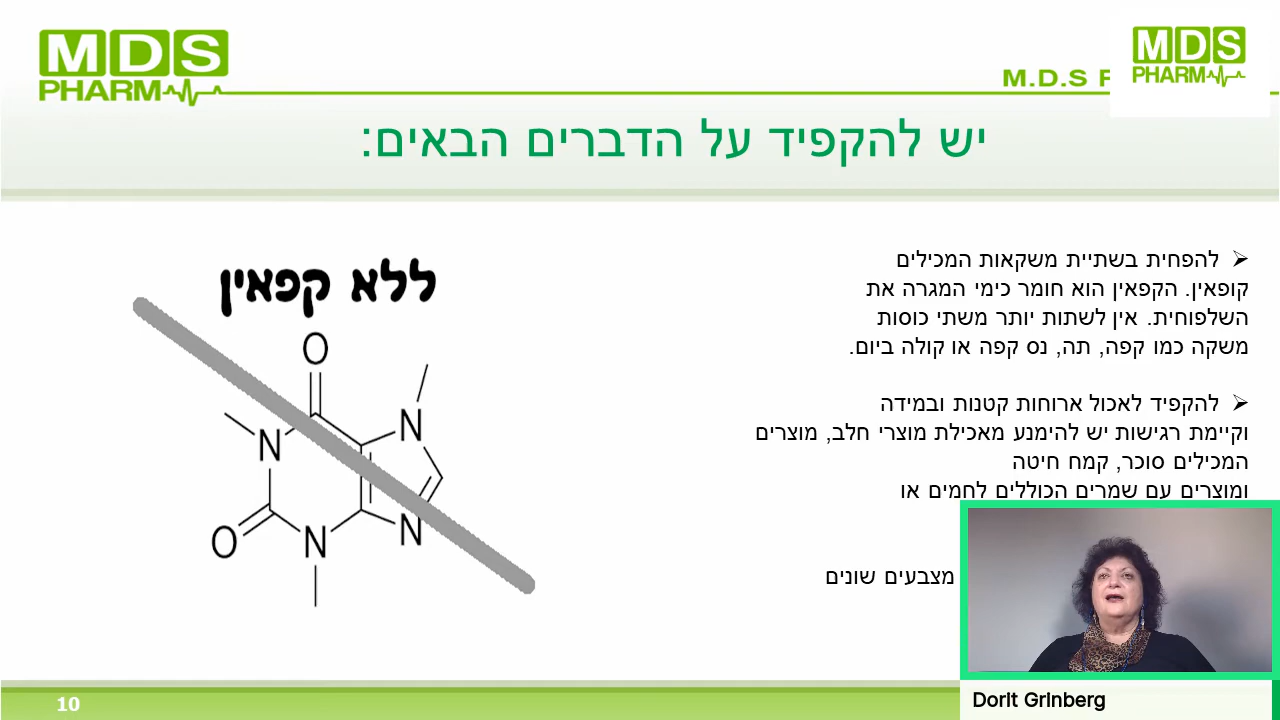 MDS
PHARM
M.D.S
MDS
PHARM
יש להקפיד על הדברים הבאים:
להפחית בשתיית משקאות המכילים
קופאין. הקפאין הוא חומר כימי המגרה את
השלפוחית. אין לשתות יותר משתי כוסות
משקה כמו קפה, תה, נס קפה או קולה ביום.
להקפיד לאכול ארוחות קטנות ובמידה
וקיימת רגישות יש להימנע מאכילת מוצרי חלב, מוצרים
המכילים סוכר, קמח חיטה
ומוצרים עם שמרים הכוללים לחמים או
מצבעים שונים
ללא קפאין
O
N
N
O
N
N
10
Dorit Grinberg